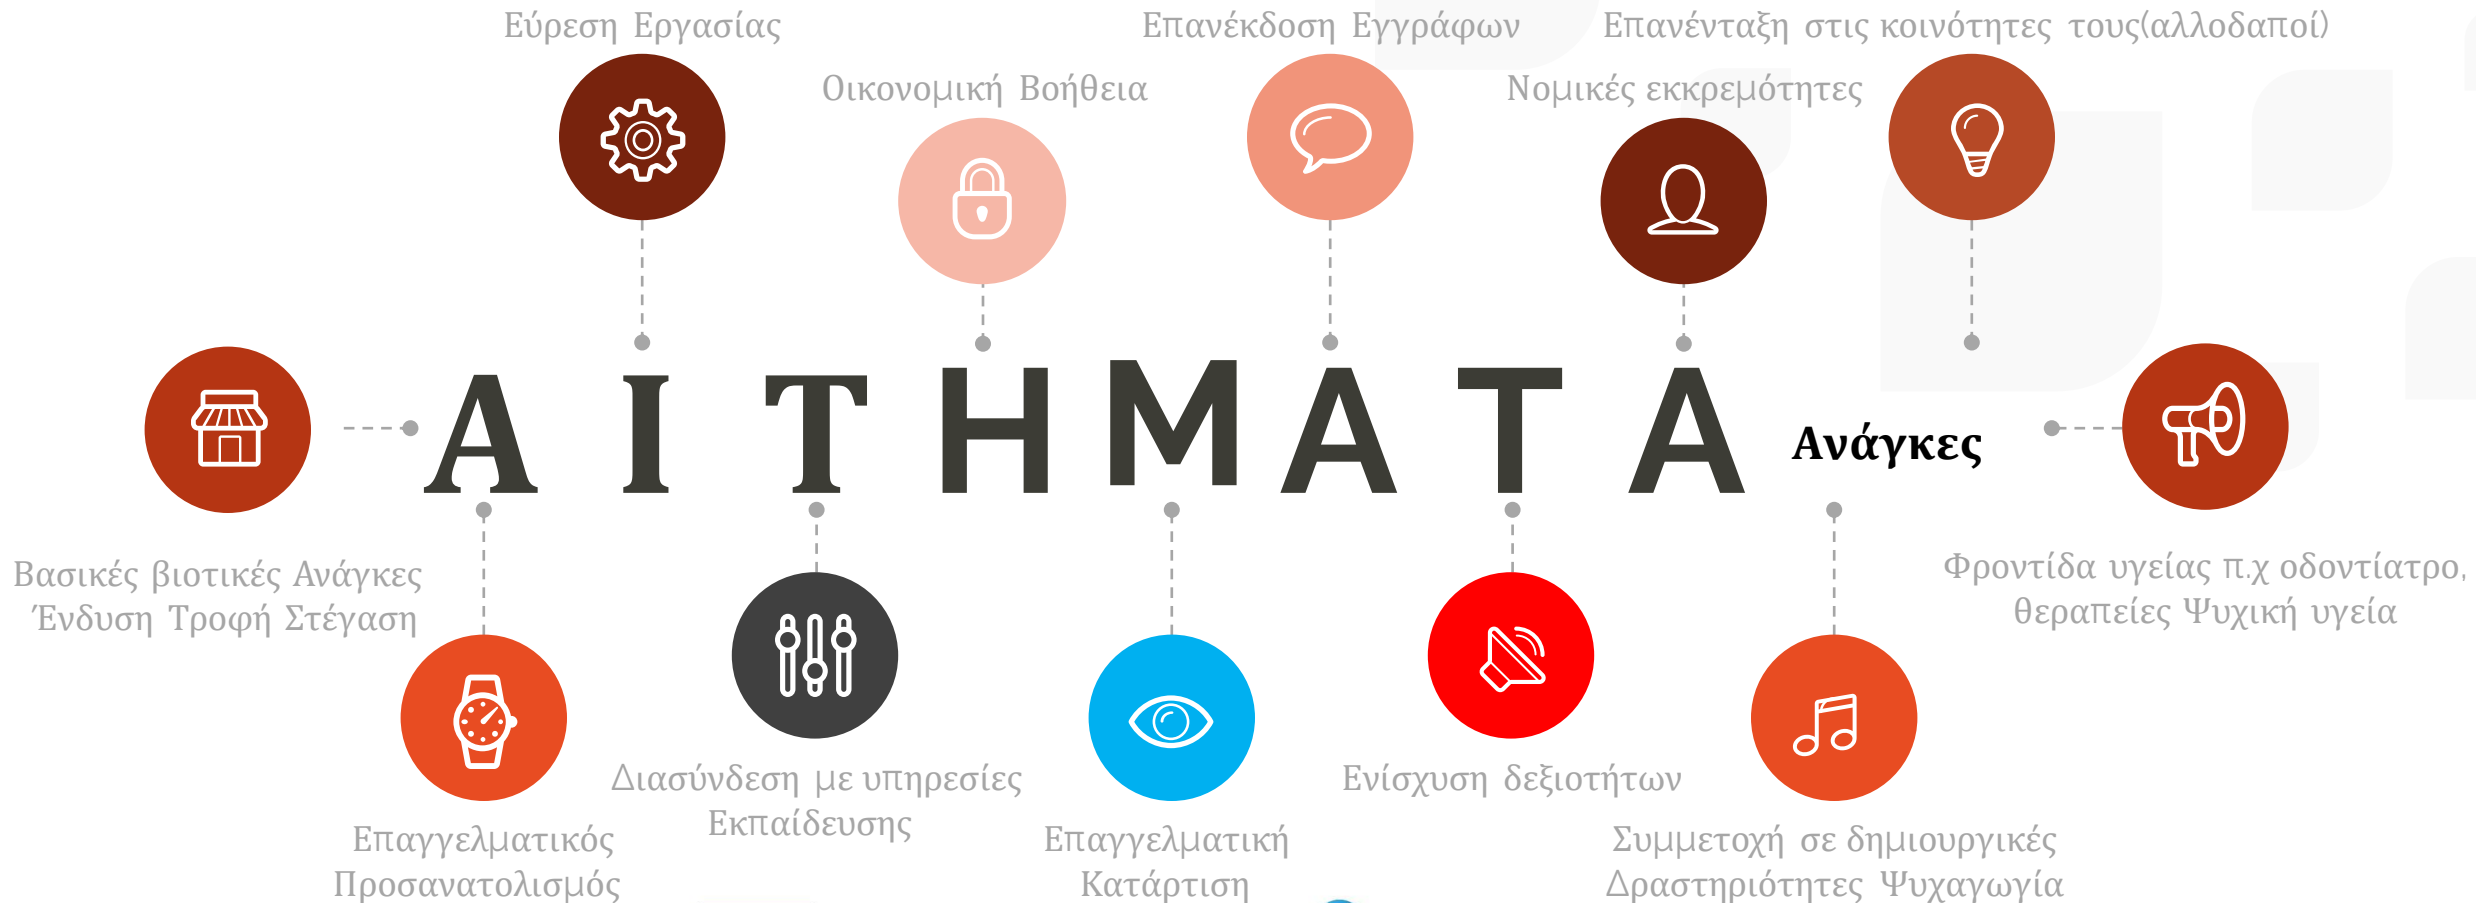 Εύρεση Εργασίας
Επανέκδοση Εγγράφων
Επανένταξη στις κοινότητες τους(αλλοδαποί)
Οικονομική Βοήθεια
Νομικές εκκρεμότητες
ΑΙΤΗΜΑΤΑ Ανάγκες
Βασικές βιοτικές Ανάγκες
Ένδυση Τροφή Στέγαση
Φροντίδα υγείας π.χ οδοντίατρο,
θεραπείες Ψυχική υγεία
Διασύνδεση με υπηρεσίες
Εκπαίδευσης
Ενίσχυση δεξιοτήτων
Επαγγελματικός
Προσανατολισμός
Επαγγελματική
Κατάρτιση
Συμμετοχή σε δημιουργικές
Δραστηριότητες Ψυχαγωγία